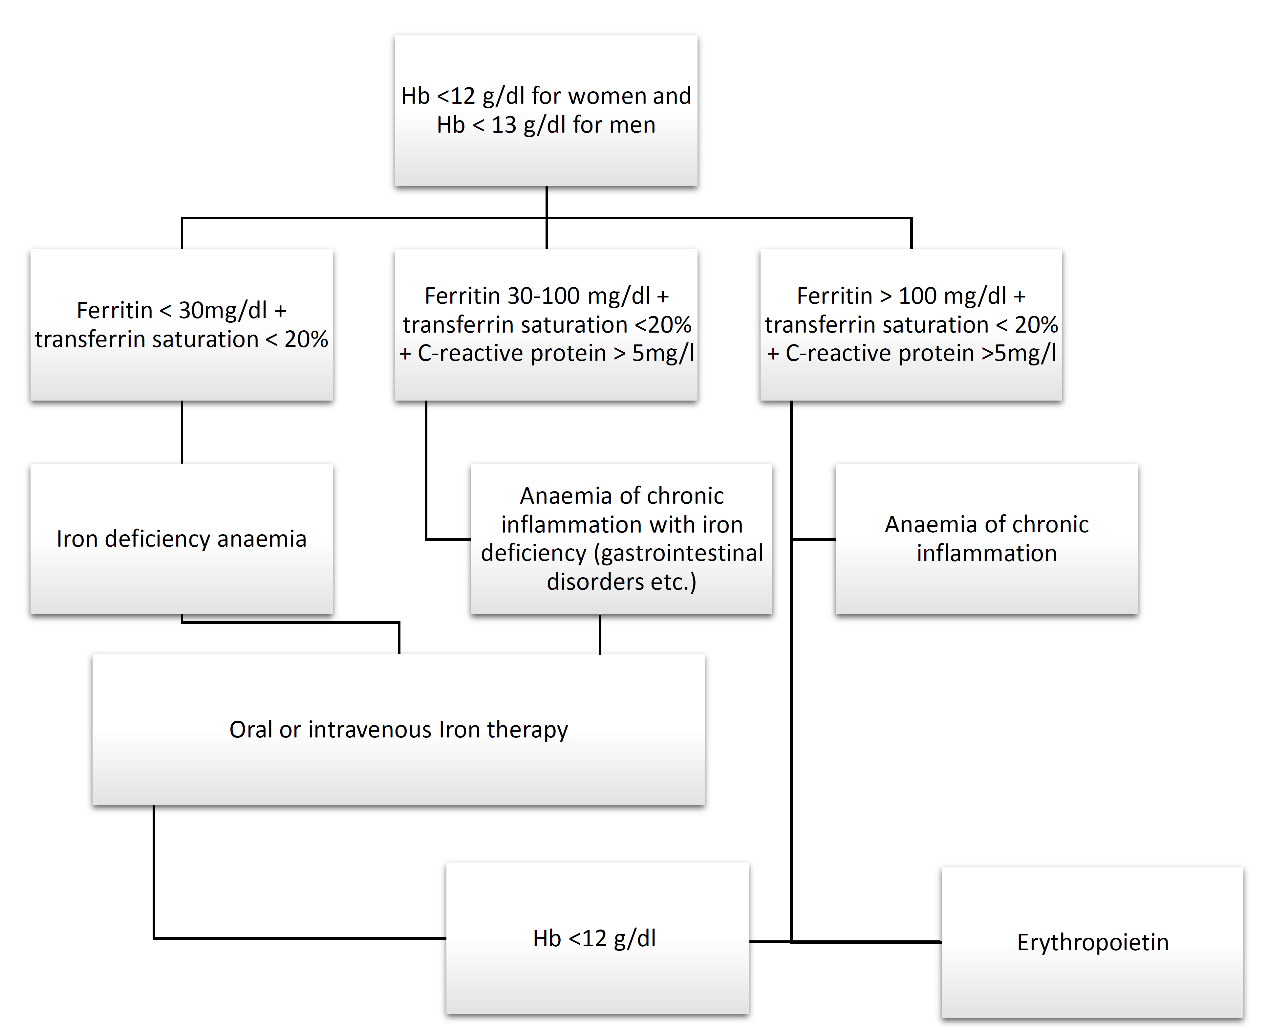 Hb <12 g/dl for women and
Hb < 13 g/dl for men
Ferritin < 30mg/dl +
transferrin saturation < 20%
Ferritin 30-100 mg/dl +
transferrin saturation <20%
+ C-reactive protein > 5mg/l
Ferritin > 100 mg/dl +
transferrin saturation < 20%
+ C-reactive protein >5mg/l
Iron deficiency anaemia
Anaemia of chronic
inflammation with iron
deficiency (gastrointestinal
disorders etc.)
Anaemia of chronic
inflammation
Oral or intravenous Iron therapy
Hb <12 g/dl
Erythropoietin